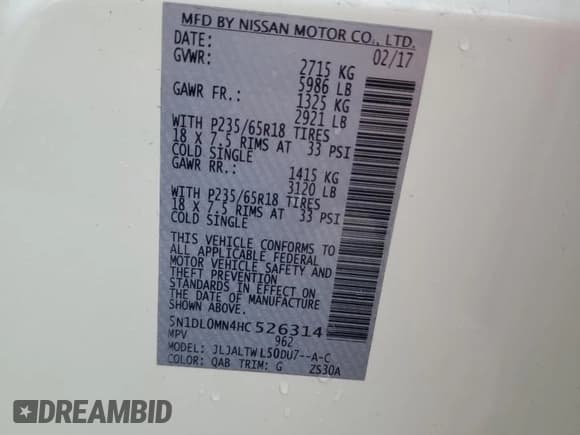 MFD BY NISSAN MOTOR CO., LTD.
DATE: 02/17
GVWR: 2715 KG
5986 LB
GAWR FR.: 1325 KG
2921 LB
WITH P235/65R18 TIRES
18 X 7.5 RIMS AT 33 PSI
COLD SINGLE
GAWR RR.: 1415 KG
3120 LB
WITH P235/65R18 TIRES
18 X 7.5 RIMS AT 33 PSI
COLD SINGLE
THIS VEHICLE CONFORMS TO
ALL APPLICABLE FEDERAL
MOTOR VEHICLE SAFETY AND
THEFT PREVENTION
STANDARDS IN EFFECT ON
THE DATE OF MANUFACTURE
SHOWN ABOVE.
5N1DL0MN4HC526314
MPV 962
MODEL: JLJALTWL50DU7--A-C
COLOR: QAB TRIM: G ZS30A
DREAMBID